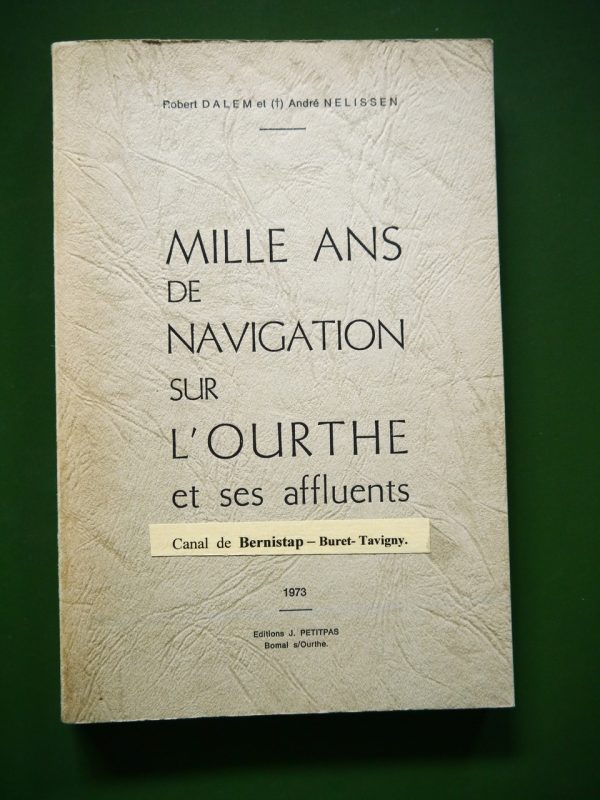 Robert DALEM et (†) André NELISSEN
MILLE ANS
DE
NAVIGATION
SUR
L'OURTHE
et ses affluents
Canal de Bernistap – Buret- Tavigny.
1973
Editions J. PETITPAS
Bomal s/Ourthe.